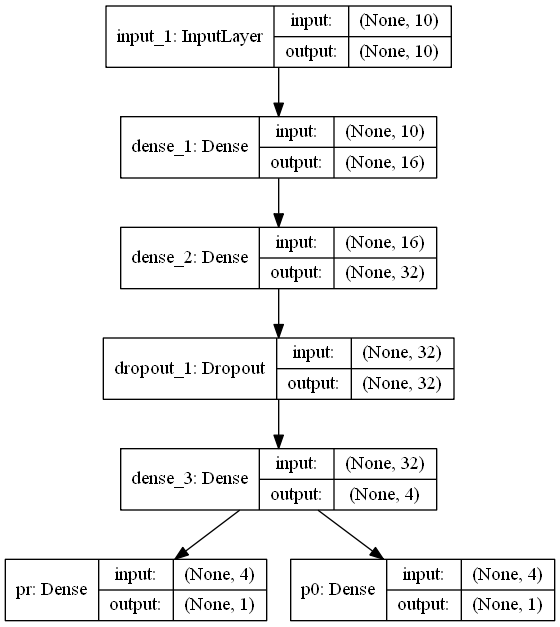 input_1: InputLayer
input:
(None, 10)
output:
(None, 10)
dense_1: Dense
input:
(None, 10)
output:
(None, 16)
dense_2: Dense
input:
(None, 16)
output:
(None, 32)
dropout_1: Dropout
input:
(None, 32)
output:
(None, 32)
dense_3: Dense
input:
(None, 32)
output:
(None, 4)
pr: Dense
input:
(None, 4)
output:
(None, 1)
p0: Dense
input:
(None, 4)
output:
(None, 1)